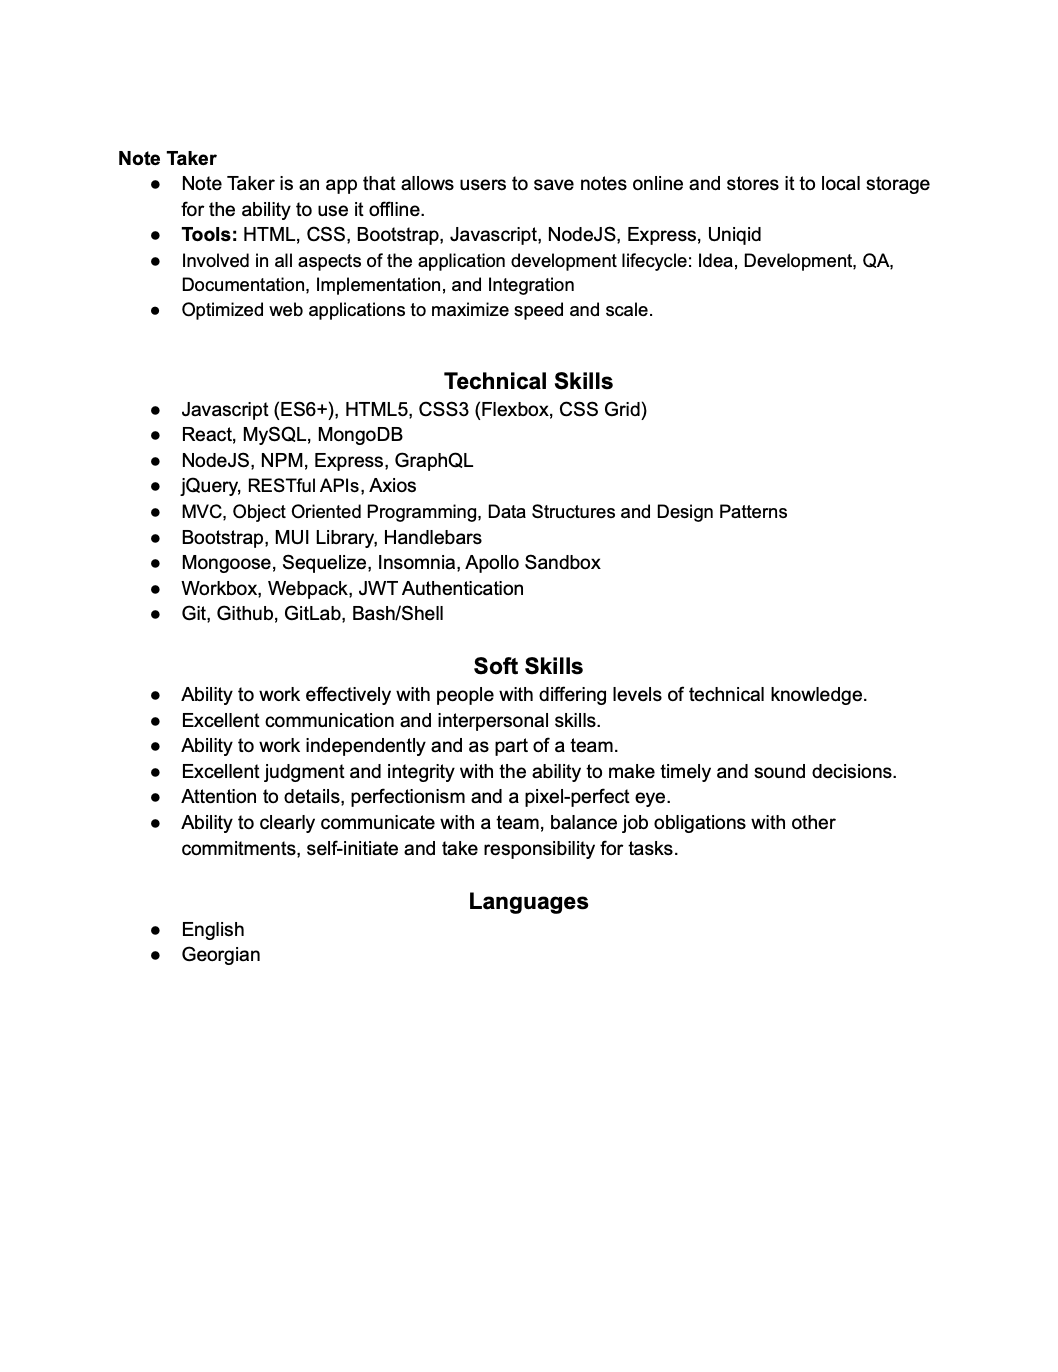 Note Taker
● Note Taker is an app that allows users to save notes online and stores it to local storage
for the ability to use it offline.
● Tools: HTML, CSS, Bootstrap, Javascript, NodeJS, Express, Uniqid
● Involved in all aspects of the application development lifecycle: Idea, Development, QA,
Documentation, Implementation, and Integration
● Optimized web applications to maximize speed and scale.
Technical Skills
● Javascript (ES6+), HTML5, CSS3 (Flexbox, CSS Grid)
● React, MySQL, MongoDB
● NodeJS, NPM, Express, GraphQL
● jQuery, RESTful APIs, Axios
● MVC, Object Oriented Programming, Data Structures and Design Patterns
● Bootstrap, MUI Library, Handlebars
● Mongoose, Sequelize, Insomnia, Apollo Sandbox
● Workbox, Webpack, JWT Authentication
● Git, Github, GitLab, Bash/Shell
Soft Skills
● Ability to work effectively with people with differing levels of technical knowledge.
● Excellent communication and interpersonal skills.
● Ability to work independently and as part of a team.
● Excellent judgment and integrity with the ability to make timely and sound decisions.
● Attention to details, perfectionism and a pixel-perfect eye.
● Ability to clearly communicate with a team, balance job obligations with other
commitments, self-initiate and take responsibility for tasks.
Languages
● English
● Georgian